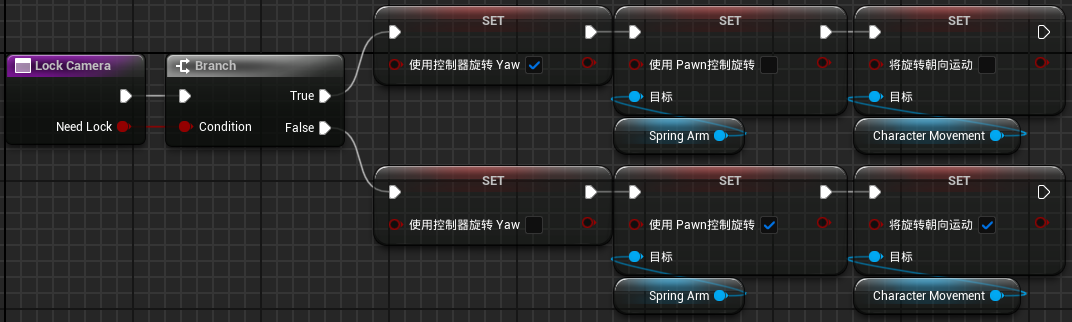 SET
SET
SET
Lock Camera
Branch
使用控制器旋转 Yaw
使用 Pawn控制旋转
将旋转朝向运动
True
目标
目标
Need Lock
Condition
False
Spring Arm
Character Movement
SET
SET
SET
使用控制器旋转 Yaw
使用 Pawn控制旋转
将旋转朝向运动
目标
目标
Spring Arm
Character Movement